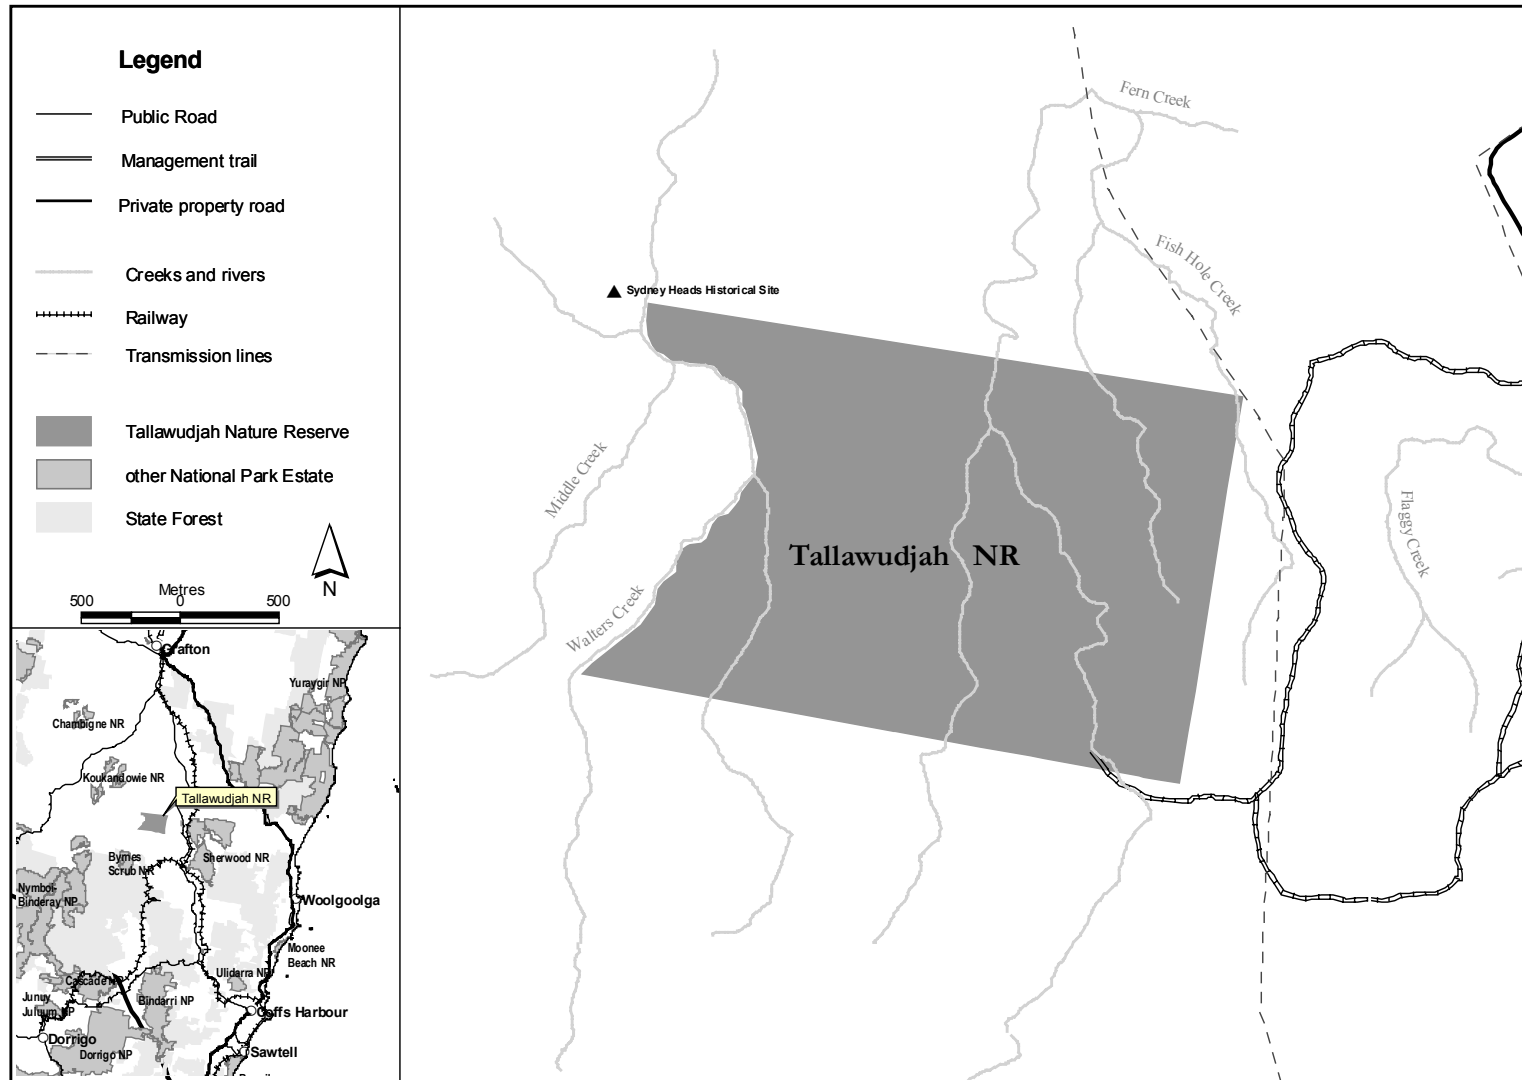 Legend
Public Road
Management trail
Private property road
Creeks and rivers
Railway
Transmission lines
Tallawudjah Nature Reserve
other National Park Estate
State Forest
Metres
500 0 500
N
Fern Creek
Fish Hole Creek
Sydney Heads Historical Site
Middle Creek
Flaggy Creek
Tallawudjah NR
Walters Creek
Grafton
Yuraygir NP
Chambigne NR
Koukandowie NR
Tallawudjah NR
Byrnes
Scrub NR
Sherwood NR
Nymboi-
Binderay NP
Woolgoolga
Moonee
Beach NR
Ulidarra NP
Cascade NP
Junuy
Juluum NP
Bindarri NP
Coffs Harbour
Dorrigo
Dorrigo NP
Sawtell